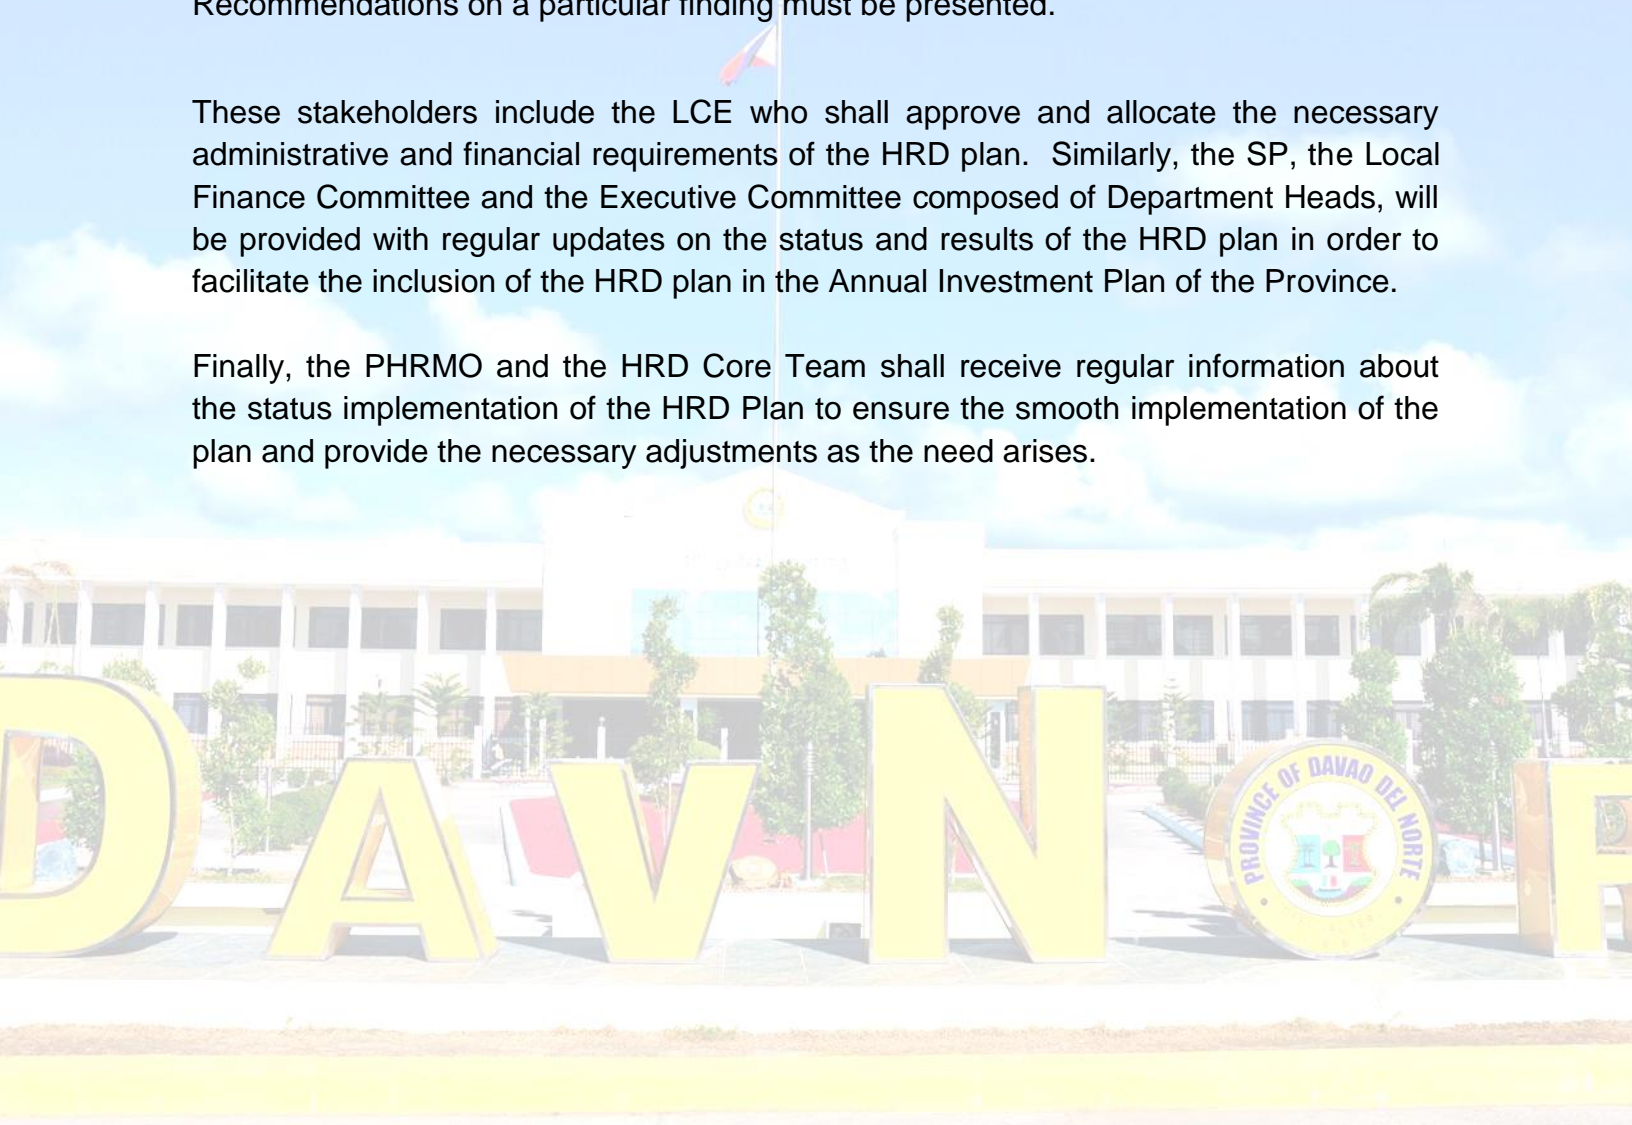 Recommendations on a particular finding must be presented.
These stakeholders include the LCE who shall approve and allocate the necessary
administrative and financial requirements of the HRD plan. Similarly, the SP, the Local
Finance Committee and the Executive Committee composed of Department Heads, will
be provided with regular updates on the status and results of the HRD plan in order to
facilitate the inclusion of the HRD plan in the Annual Investment Plan of the Province.
Finally, the PHRMO and the HRD Core Team shall receive regular information about
the status implementation of the HRD Plan to ensure the smooth implementation of the
plan and provide the necessary adjustments as the need arises.
DAVNOR
PROVINCE OF DAVAO DEL NORTE